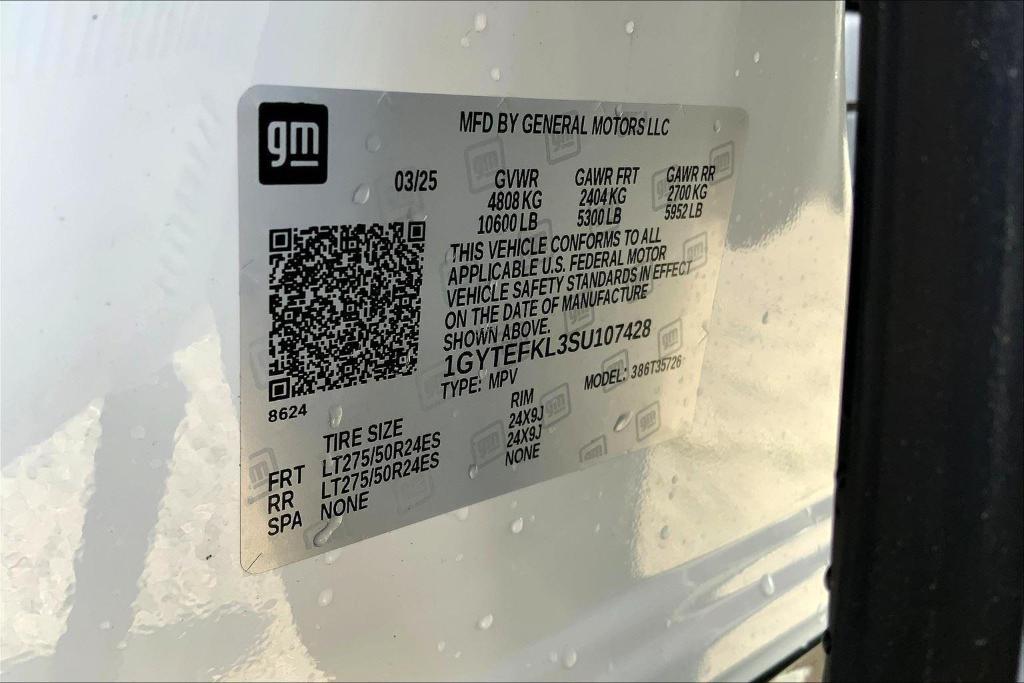 gm
MFD BY GENERAL MOTORS LLC
03/25 GVWR GAWR FRT GAWR RR
4808 KG 2404 KG 2700 KG
10600 LB 5300 LB 5952 LB
THIS VEHICLE CONFORMS TO ALL
APPLICABLE U.S. FEDERAL MOTOR
VEHICLE SAFETY STANDARDS IN EFFECT
ON THE DATE OF MANUFACTURE
SHOWN ABOVE.
1GYTEFKL3SU107428
TYPE: MPV MODEL: 386T35726
8624
TIRE SIZE RIM
FRT LT275/50R24ES 24X9J
RR LT275/50R24ES 24X9J
SPA NONE NONE